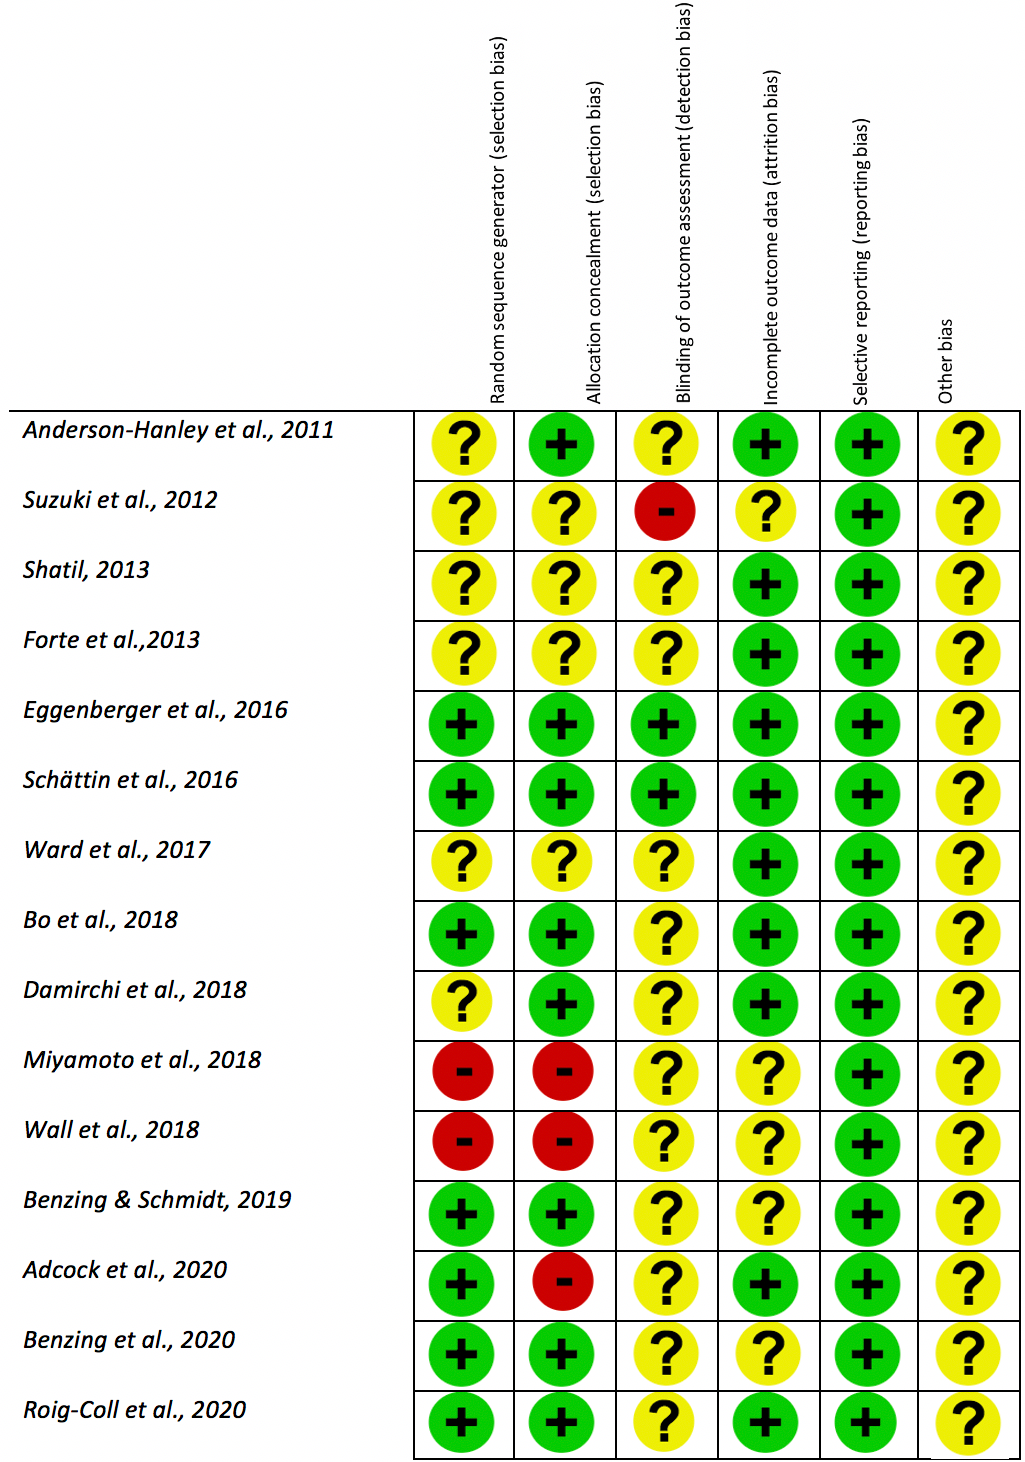 Random sequence generator (selection bias)
Allocation concealment (selection bias)
Blinding of outcome assessment (detection bias)
Incomplete outcome data (attrition bias)
Selective reporting (reporting bias)
Other bias
Anderson-Hanley et al., 2011 ? + ? + + ?
Suzuki et al., 2012 ? ? - ? + ?
Shatil, 2013 ? ? ? + + ?
Forte et al.,2013 ? ? ? + + ?
Eggenberger et al., 2016 + + + + + ?
Schättin et al., 2016 + + + + + ?
Ward et al., 2017 ? ? ? + + ?
Bo et al., 2018 + + ? + + ?
Damirchi et al., 2018 ? + ? + + ?
Miyamoto et al., 2018 - - ? ? + ?
Wall et al., 2018 - - ? ? + ?
Benzing & Schmidt, 2019 + + ? ? + ?
Adcock et al., 2020 + - ? + + ?
Benzing et al., 2020 + + ? ? + ?
Roig-Coll et al., 2020 + + ? + + ?